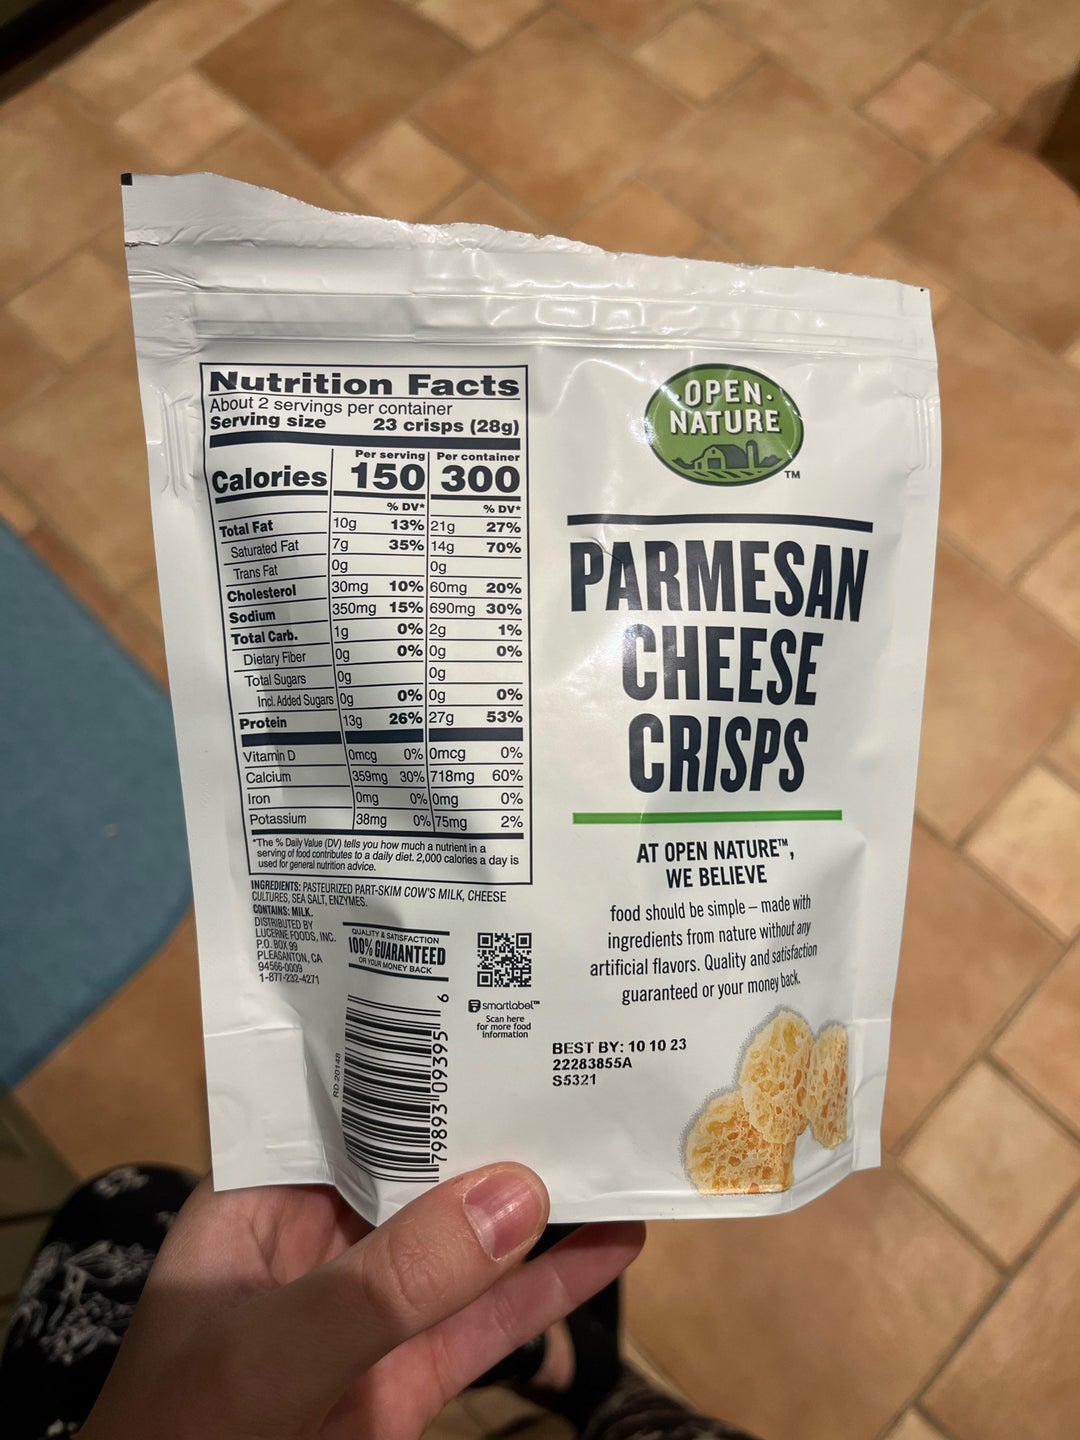 Nutrition Facts
About 2 servings per container
Serving size 23 crisps (28g)
Per serving Per container
Calories 150 300
% DV* % DV*
Total Fat 10g 13% 21g 27%
Saturated Fat 7g 35% 14g 70%
Trans Fat 0g 0g
Cholesterol 30mg 10% 60mg 20%
Sodium 350mg 15% 690mg 30%
Total Carb. 1g 0% 2g 1%
Dietary Fiber 0g 0% 0g 0%
Total Sugars 0g 0g
Incl. Added Sugars 0g 0% 0g 0%
Protein 13g 26% 27g 53%
Vitamin D 0mcg 0% 0mcg 0%
Calcium 359mg 30% 718mg 60%
Iron 0mg 0% 0mg 0%
Potassium 38mg 0% 75mg 2%
*The % Daily Value (DV) tells you how much a nutrient in a
serving of food contributes to a daily diet. 2,000 calories a day is
used for general nutrition advice.
INGREDIENTS: PASTEURIZED PART-SKIM COW'S MILK, CHEESE
CULTURES, SEA SALT, ENZYMES.
CONTAINS: MILK.
DISTRIBUTED BY
LUCERNE FOODS, INC.
P.O. BOX 99
PLEASANTON, CA
94566-0009
1-877-232-4271
QUALITY & SATISFACTION
100% GUARANTEED
OR YOUR MONEY BACK
smartlabel™
Scan here
for more food
information
RD 20148
79893 09395 6
OPEN
NATURE
™
PARMESAN
CHEESE
CRISPS
AT OPEN NATURE™,
WE BELIEVE
food should be simple – made with
ingredients from nature without any
artificial flavors. Quality and satisfaction
guaranteed or your money back.
BEST BY: 10 10 23
22283855A
S5321